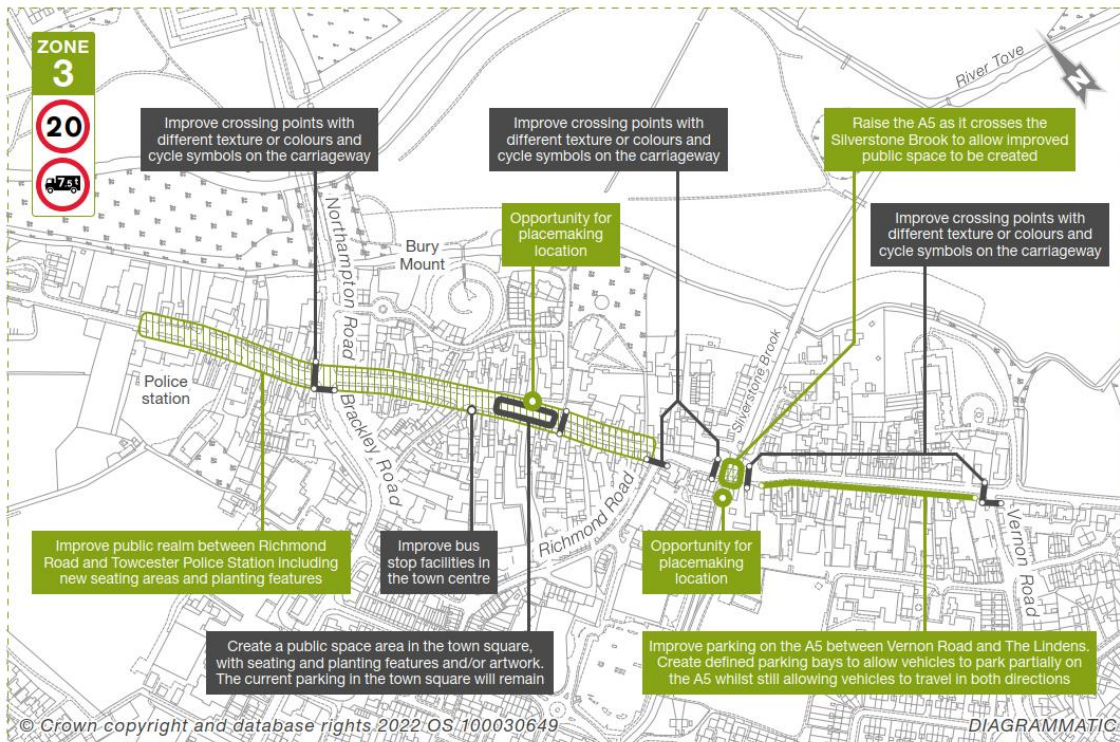 ZONE
3
20
7.5t
Improve crossing points with
different texture or colours and
cycle symbols on the carriageway
Improve crossing points with
different texture or colours and
cycle symbols on the carriageway
Raise the A5 as it crosses the
Silverstone Brook to allow improved
public space to be created
River Tove
N
Northampton Road
Bury
Mount
Opportunity for
placemaking
location
Improve crossing points with
different texture or colours and
cycle symbols on the carriageway
Police
station
Brackley Road
Silverstone Brook
Richmond Road
Vernon Road
Improve public realm between Richmond
Road and Towcester Police Station including
new seating areas and planting features
Improve bus
stop facilities in
the town centre
Opportunity for
placemaking
location
Create a public space area in the town square,
with seating and planting features and/or artwork.
The current parking in the town square will remain
Improve parking on the A5 between Vernon Road and The Lindens.
Create defined parking bays to allow vehicles to park partially on
the A5 whilst still allowing vehicles to travel in both directions
© Crown copyright and database rights 2022 OS 100030649
DIAGRAMMATIC